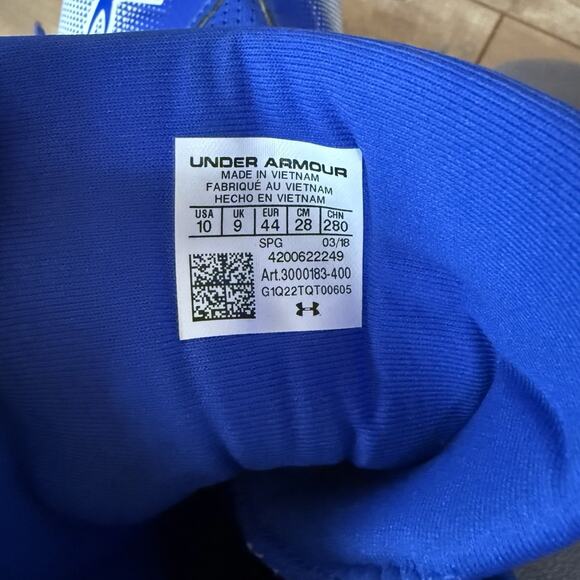 UNDER ARMOUR
MADE IN VIETNAM
FABRIQUÉ AU VIETNAM
HECHO EN VIETNAM
USA UK EUR CM CHN
10 9 44 28 280
SPG 03/18
4200622249
Art.3000183-400
G1Q22TQT00605